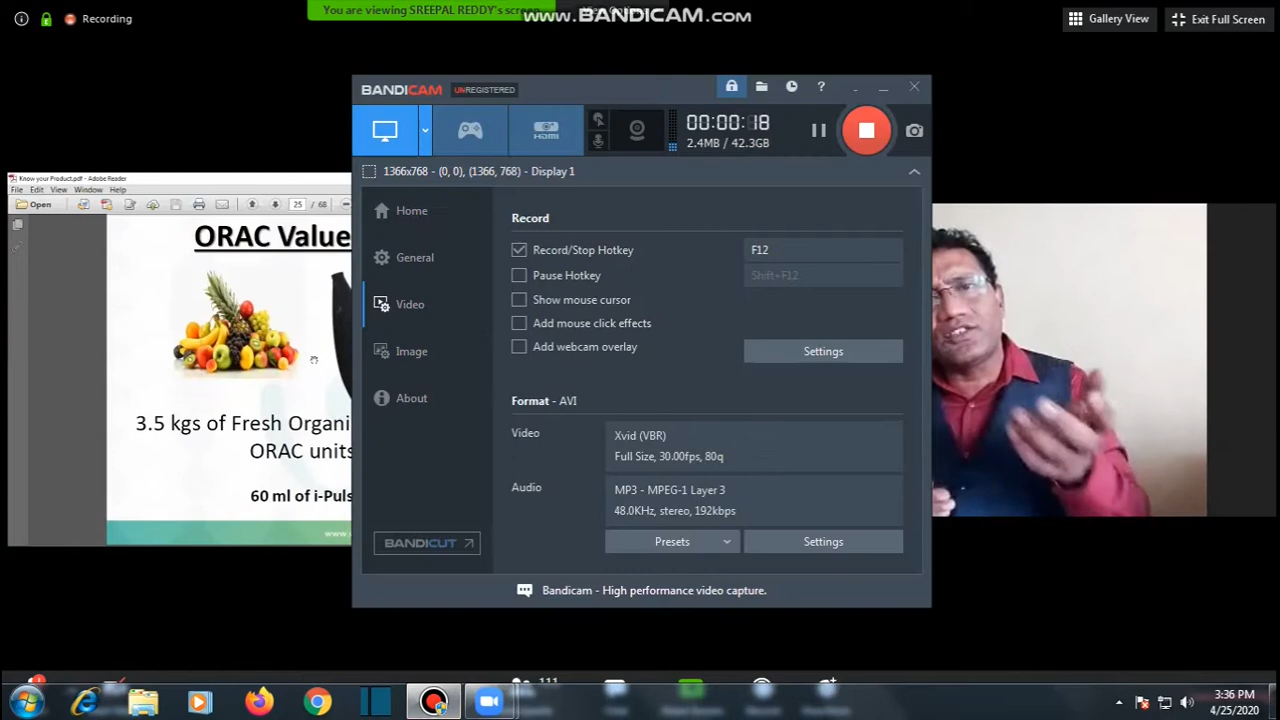 Recording
You are viewing SREEPAL REDDY's screen
WWW.BANDICAM.COM
Gallery View
Exit Full Screen
BANDICAM UNREGISTERED
00:00:18
2.4MB / 42.3GB
HDMI
1366x768 - (0, 0), (1366, 768) - Display 1
Home
General
Video
Image
About
BANDICUT
Record
Record/Stop Hotkey F12
Pause Hotkey Shift+F12
Show mouse cursor
Add mouse click effects
Add webcam overlay
Settings
Format - AVI
Video
Xvid (VBR)
Full Size, 30.00fps, 80q
Audio
MP3 - MPEG-1 Layer 3
48.0KHz, stereo, 192kbps
Presets
Settings
Bandicam - High performance video capture.
Know your Product.pdf - Adobe Reader
File Edit View Window Help
Open 25 / 68
ORAC Value
3.5 kgs of Fresh Organi
ORAC units
60 ml of i-Puls
111
3:36 PM
4/25/2020